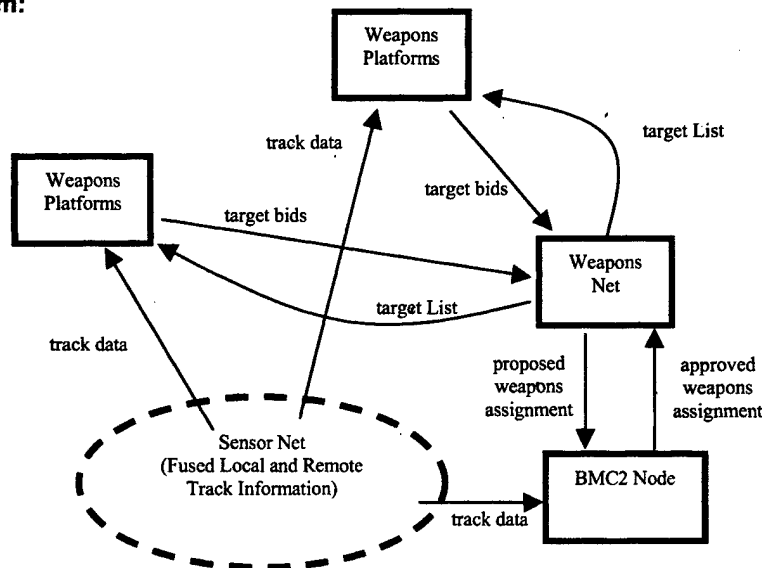 m:
Weapons
Platforms
track data
target List
Weapons
Platforms
target bids
target bids
Weapons
Net
target List
track data
proposed
weapons
assignment
approved
weapons
assignment
Sensor Net
(Fused Local and Remote
Track Information)
BMC2 Node
track data